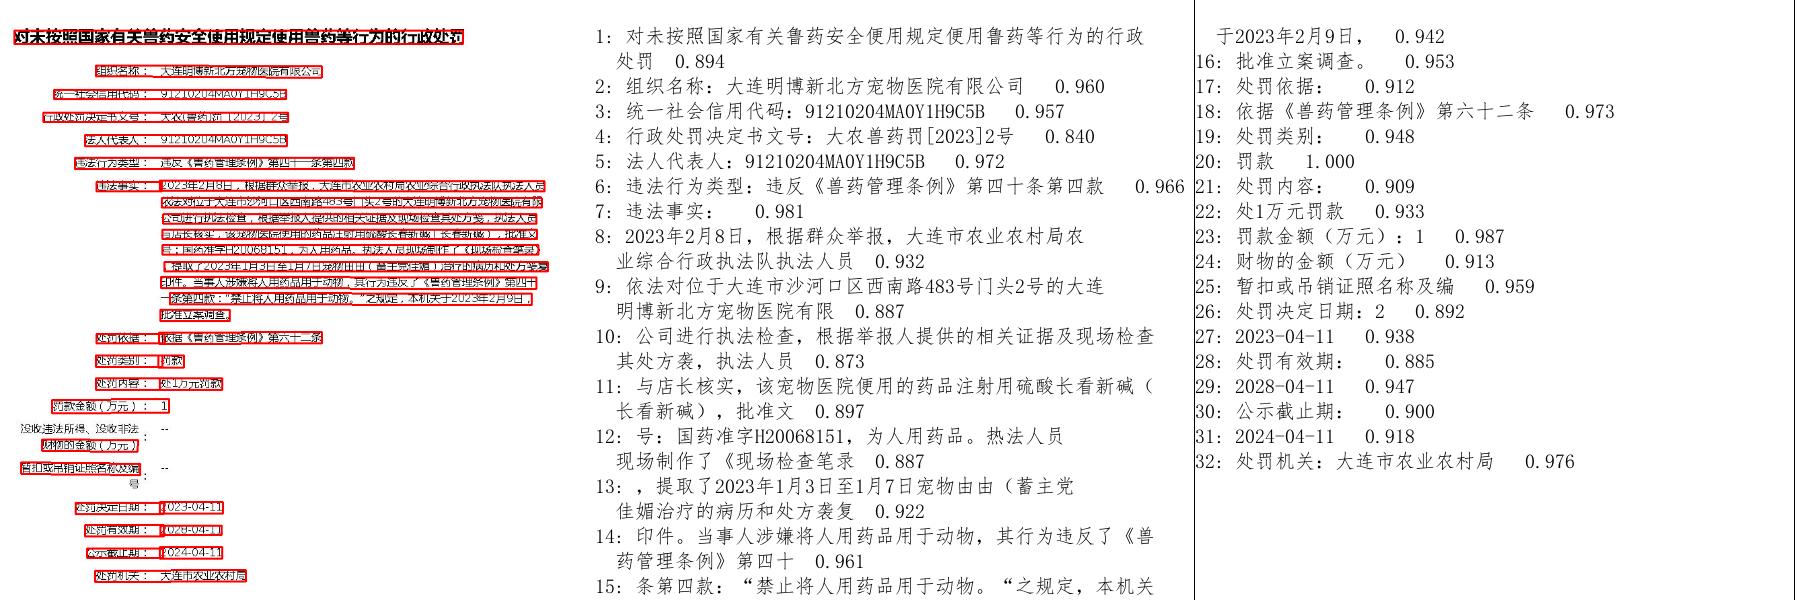 对未按照国家有关兽药安全使用规定使用兽药等行为的行政处罚
组织名称： 大连明博新北方宠物医院有限公司
统一社会信用代码： 91210204MA0Y1H9C5B
行政处罚决定书文号： 大农(兽药)罚〔2023〕2号
法人代表人： 91210204MA0Y1H9C5B
违法行为类型： 违反《兽药管理条例》第四十一条第四款
违法事实： 2023年2月8日，根据群众举报，大连市农业农村局农业综合行政执法队执法人员
依法对位于大连市沙河口区西南路483号门头2号的大连明博新北方宠物医院有限
公司进行执法检查，根据举报人提供的相关证据及现场检查其处方笺，执法人员
与店长核实，该宠物医院使用的药品注射用硫酸长春新碱（长春新碱），批准文
号：国药准字H20068151，为人用药品。执法人员现场制作了《现场检查笔录》
，提取了2023年1月3日至1月7日宠物由由（畜主党佳媚）治疗的病历和处方笺复
印件。当事人涉嫌将人用药品用于动物，其行为违反了《兽药管理条例》第四十
一条第四款：“禁止将人用药品用于动物。”之规定，本机关于2023年2月9日，
批准立案调查。
处罚依据： 依据《兽药管理条例》第六十二条
处罚类别： 罚款
处罚内容： 处1万元罚款
罚款金额（万元）： 1
没收违法所得、没收非法
财物的金额（万元）： --
暂扣或吊销证照名称及编
号： --
处罚决定日期： 2023-04-11
处罚有效期： 2028-04-11
公示截止期： 2024-04-11
处罚机关： 大连市农业农村局
1: 对未按照国家有关鲁药安全便用规定便用鲁药等行为的行政
处罚 0.894
2: 组织名称：大连明博新北方宠物医院有限公司 0.960
3: 统一社会信用代码：91210204MA0Y1H9C5B 0.957
4: 行政处罚决定书文号：大农兽药罚[2023]2号 0.840
5: 法人代表人：91210204MA0Y1H9C5B 0.972
6: 违法行为类型：违反《兽药管理条例》第四十条第四款 0.966
7: 违法事实： 0.981
8: 2023年2月8日，根据群众举报，大连市农业农村局农
业综合行政执法队执法人员 0.932
9: 依法对位于大连市沙河口区西南路483号门头2号的大连
明博新北方宠物医院有限 0.887
10: 公司进行执法检查，根据举报人提供的相关证据及现场检查
其处方袭，执法人员 0.873
11: 与店长核实，该宠物医院便用的药品注射用硫酸长看新碱（
长看新碱），批准文 0.897
12: 号：国药准字H20068151，为人用药品。热法人员
现场制作了《现场检查笔录 0.887
13: ，提取了2023年1月3日至1月7日宠物由由（蓄主党
佳媚治疗的病历和处方袭复 0.922
14: 印件。当事人涉嫌将人用药品用于动物，其行为违反了《兽
药管理条例》第四十 0.961
15: 条第四款：“禁止将人用药品用于动物。“之规定，本机关
于2023年2月9日， 0.942
16: 批准立案调查。 0.953
17: 处罚依据： 0.912
18: 依据《兽药管理条例》第六十二条 0.973
19: 处罚类别： 0.948
20: 罚款 1.000
21: 处罚内容： 0.909
22: 处1万元罚款 0.933
23: 罚款金额（万元）：1 0.987
24: 财物的金额（万元） 0.913
25: 暂扣或吊销证照名称及编 0.959
26: 处罚决定日期：2 0.892
27: 2023-04-11 0.938
28: 处罚有效期： 0.885
29: 2028-04-11 0.947
30: 公示截止期： 0.900
31: 2024-04-11 0.918
32: 处罚机关：大连市农业农村局 0.976